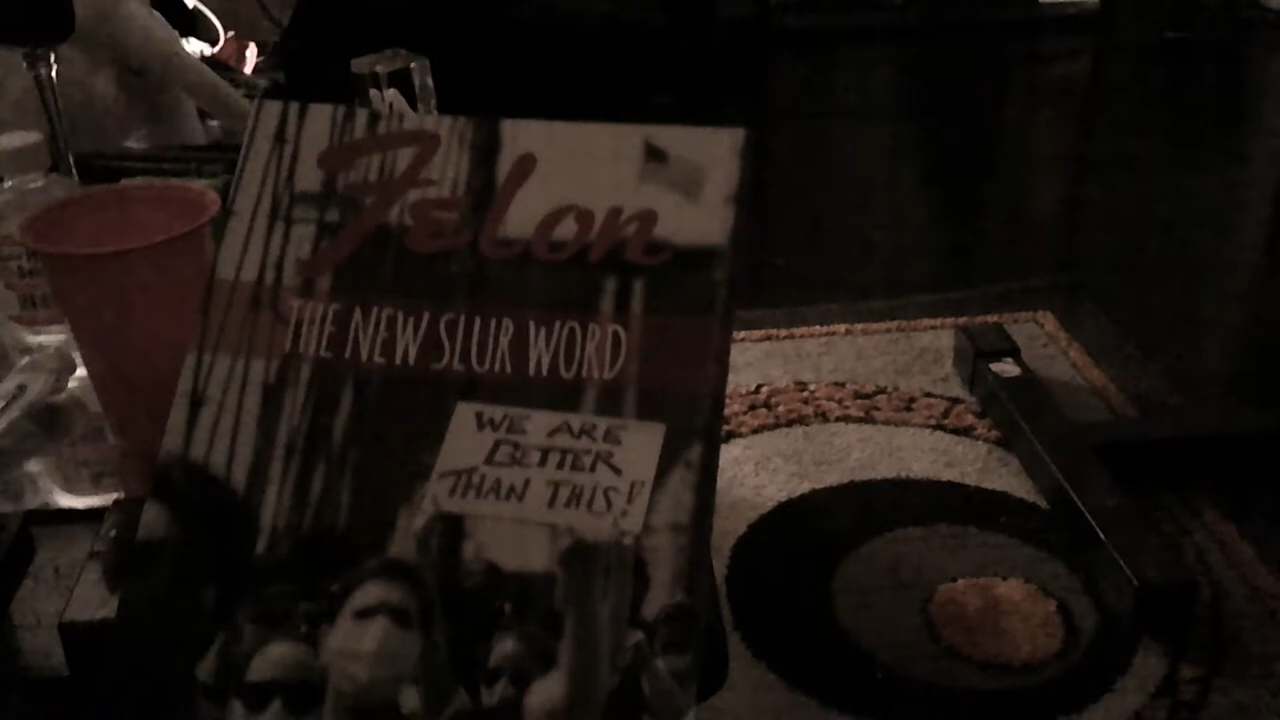 Felon
THE NEW SLUR WORD
WE ARE
BETTER
THAN THIS!